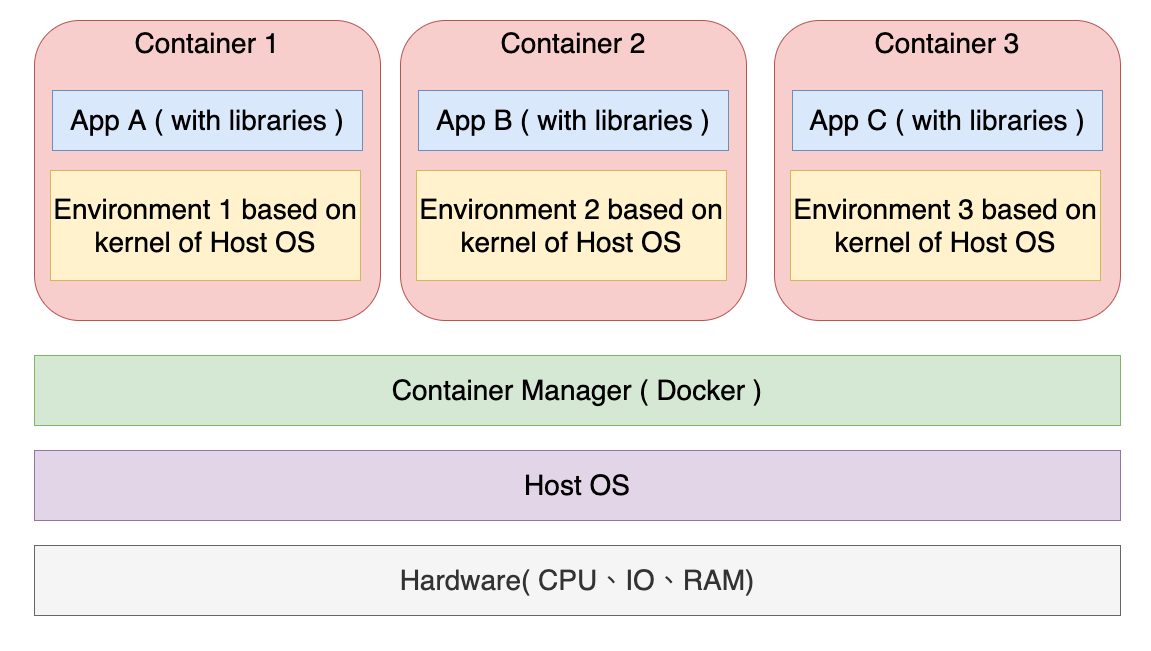 Container 1
Container 2
Container 3
App A ( with libraries )
App B ( with libraries )
App C ( with libraries )
Environment 1 based on
kernel of Host OS
Environment 2 based on
kernel of Host OS
Environment 3 based on
kernel of Host OS
Container Manager ( Docker )
Host OS
Hardware( CPU、IO、RAM)